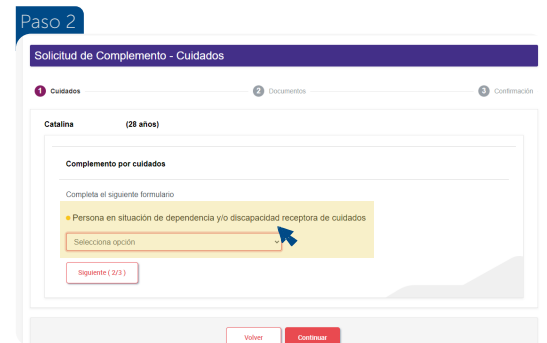 Paso 2
Solicitud de Complemento - Cuidados
1 Cuidados 2 Documentos 3 Confirmación
Catalina (28 años)
Complemento por cuidados
Completa el siguiente formulario
Persona en situación de dependencia y/o discapacidad receptora de cuidados
Selecciona opción
Siguiente ( 2/3 )
Volver Continuar